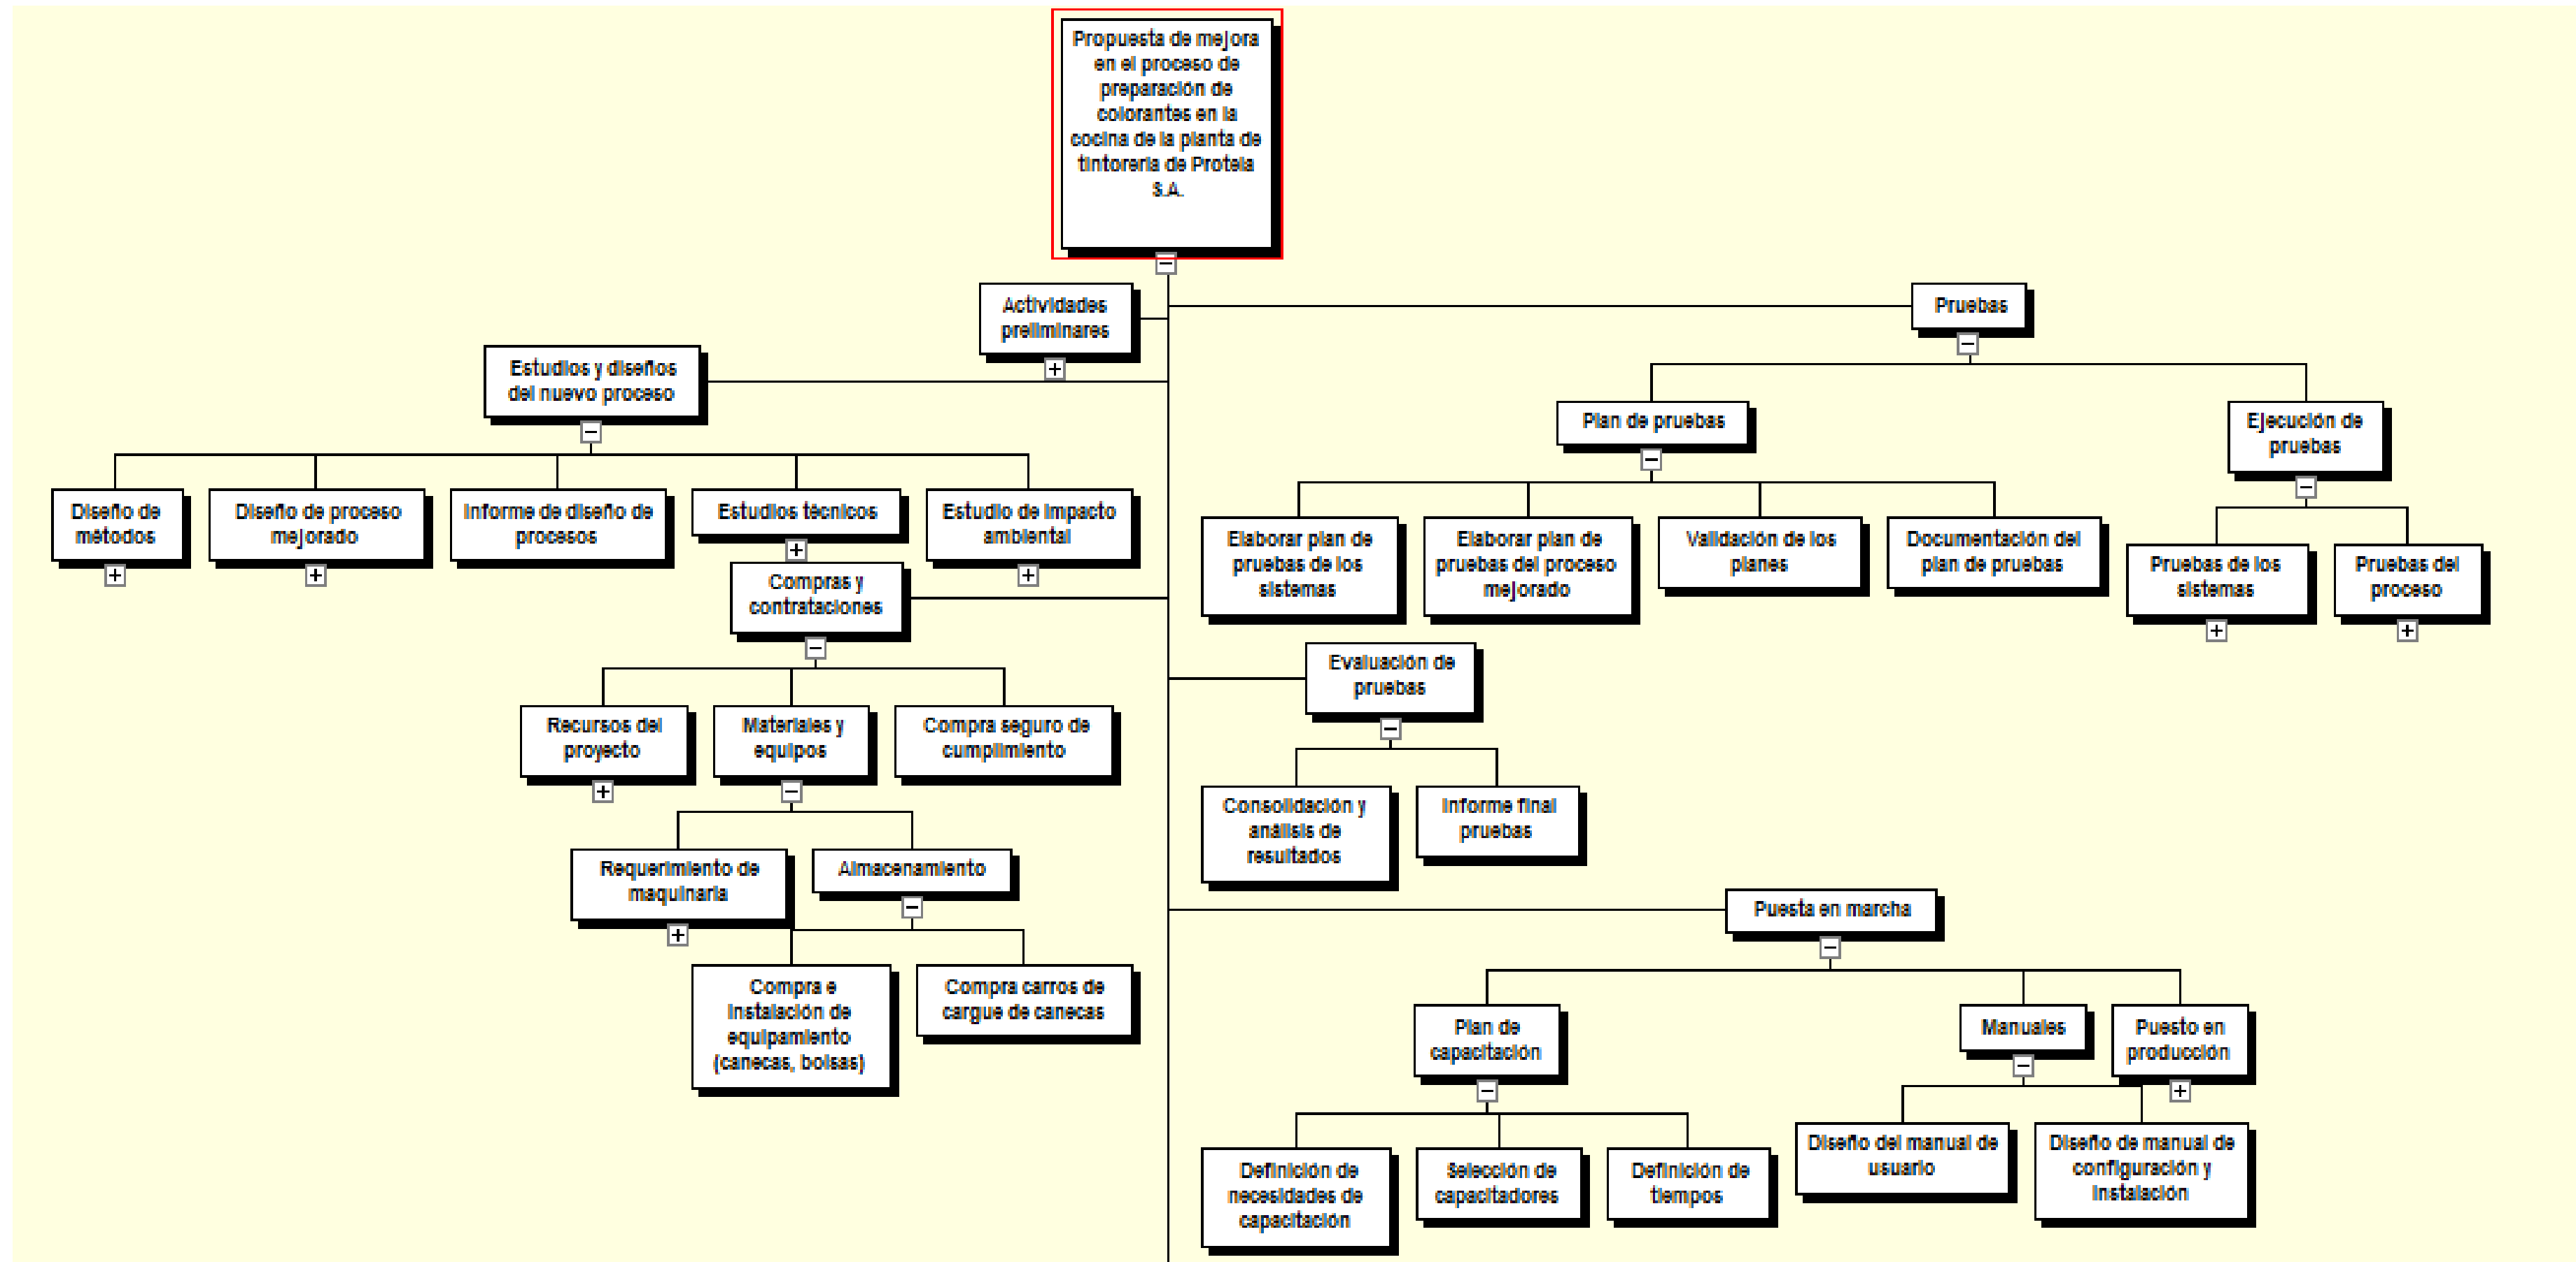 Propuesta de mejora
en el proceso de
preparación de
colorantes en la
cocina de la planta de
tintorería de Protela
S.A.
Actividades
preliminares
Pruebas
Estudios y diseños
del nuevo proceso
Plan de pruebas
Ejecución de
pruebas
Diseño de
métodos
Diseño de proceso
mejorado
Informe de diseño de
procesos
Estudios técnicos
Estudio de impacto
ambiental
Elaborar plan de
pruebas de los
sistemas
Elaborar plan de
pruebas del proceso
mejorado
Validación de los
planes
Documentación del
plan de pruebas
Pruebas de los
sistemas
Pruebas del
proceso
Compras y
contrataciones
Evaluación de
pruebas
Recursos del
proyecto
Materiales y
equipos
Compra seguro de
cumplimiento
Consolidación y
análisis de
resultados
Informe final
pruebas
Requerimiento de
maquinaria
Almacenamiento
Puesta en marcha
Compra e
instalación de
equipamiento
(canecas, bolsas)
Compra carros de
cargue de canecas
Plan de
capacitación
Manuales
Puesto en
producción
Definición de
necesidades de
capacitación
Selección de
capacitadores
Definición de
tiempos
Diseño del manual de
usuario
Diseño de manual de
configuración y
instalación